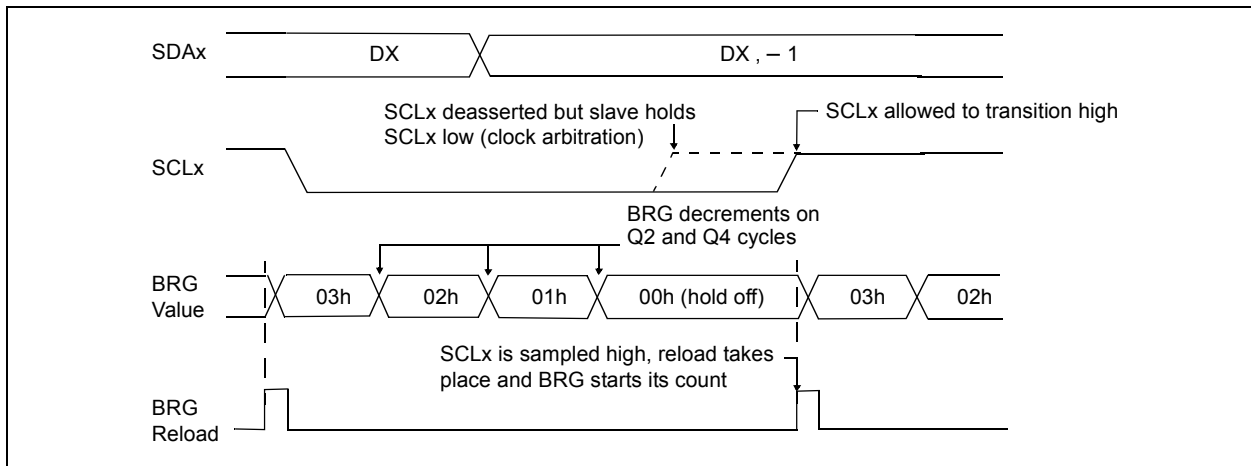 SDAx
DX
DX , – 1
SCLx deasserted but slave holds
SCLx low (clock arbitration)
SCLx allowed to transition high
SCLx
BRG decrements on
Q2 and Q4 cycles
BRG
Value
03h
02h
01h
00h (hold off)
03h
02h
SCLx is sampled high, reload takes
place and BRG starts its count
BRG
Reload